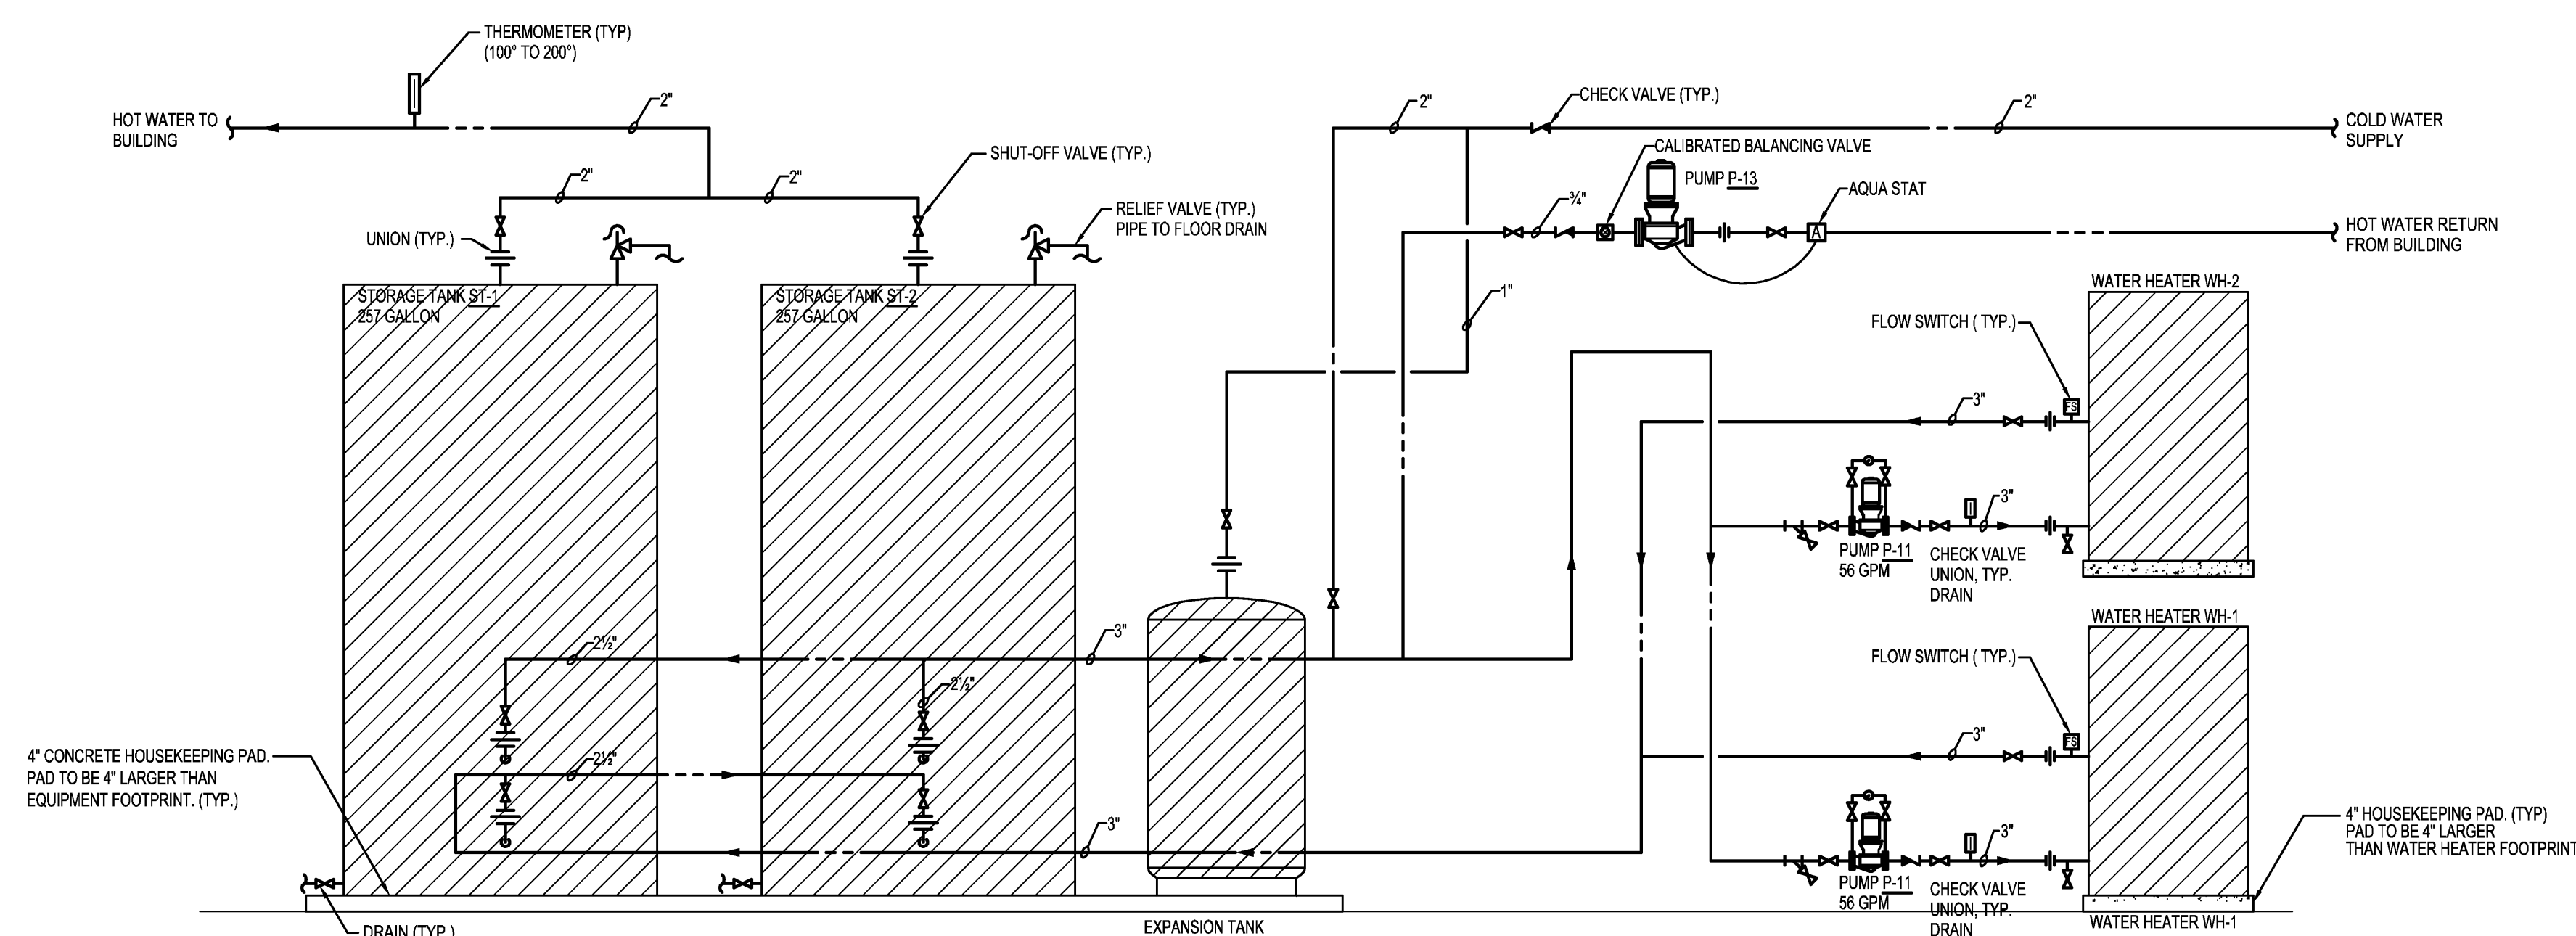 THERMOMETER (TYP)
(100° TO 200°)
HOT WATER TO
BUILDING
2"
2"
2"
SHUT-OFF VALVE (TYP.)
UNION (TYP.)
RELIEF VALVE (TYP.)
PIPE TO FLOOR DRAIN
STORAGE TANK ST-1
257 GALLON
STORAGE TANK ST-2
257 GALLON
2"
CHECK VALVE (TYP.)
2"
COLD WATER
SUPPLY
CALIBRATED BALANCING VALVE
PUMP P-13
AQUA STAT
3/4"
A
HOT WATER RETURN
FROM BUILDING
1"
WATER HEATER WH-2
FLOW SWITCH ( TYP.)
FS
3"
3"
PUMP P-11
56 GPM
CHECK VALVE
UNION, TYP.
DRAIN
WATER HEATER WH-1
FLOW SWITCH ( TYP.)
FS
3"
3"
PUMP P-11
56 GPM
CHECK VALVE
UNION, TYP.
DRAIN
WATER HEATER WH-1
4" HOUSEKEEPING PAD. (TYP)
PAD TO BE 4" LARGER
THAN WATER HEATER FOOTPRINT
2½"
3"
2½"
2½"
3"
4" CONCRETE HOUSEKEEPING PAD.
PAD TO BE 4" LARGER THAN
EQUIPMENT FOOTPRINT. (TYP.)
DRAIN (TYP.)
EXPANSION TANK